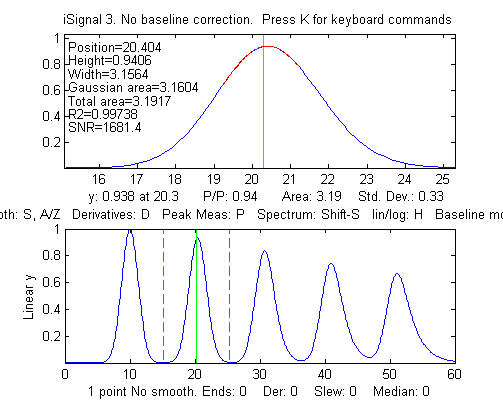 iSignal 3. No baseline correction. Press K for keyboard commands
1
0.8
0.6
0.4
0.2
Position=20.404
Height=0.9406
Width=3.1564
Gaussian area=3.1604
Total area=3.1917
R2=0.99738
SNR=1681.4
16 17 18 19 20 21 22 23 24 25
y: 0.938 at 20.3 P/P: 0.94 Area: 3.19 Std. Dev.: 0.33
oth: S, A/Z Derivatives: D Peak Meas: P Spectrum: Shift-S lin/log: H Baseline mo
1
0.8
0.6
0.4
0.2
Linear y
0 10 20 30 40 50 60
1 point No smooth. Ends: 0 Der: 0 Slew: 0 Median: 0